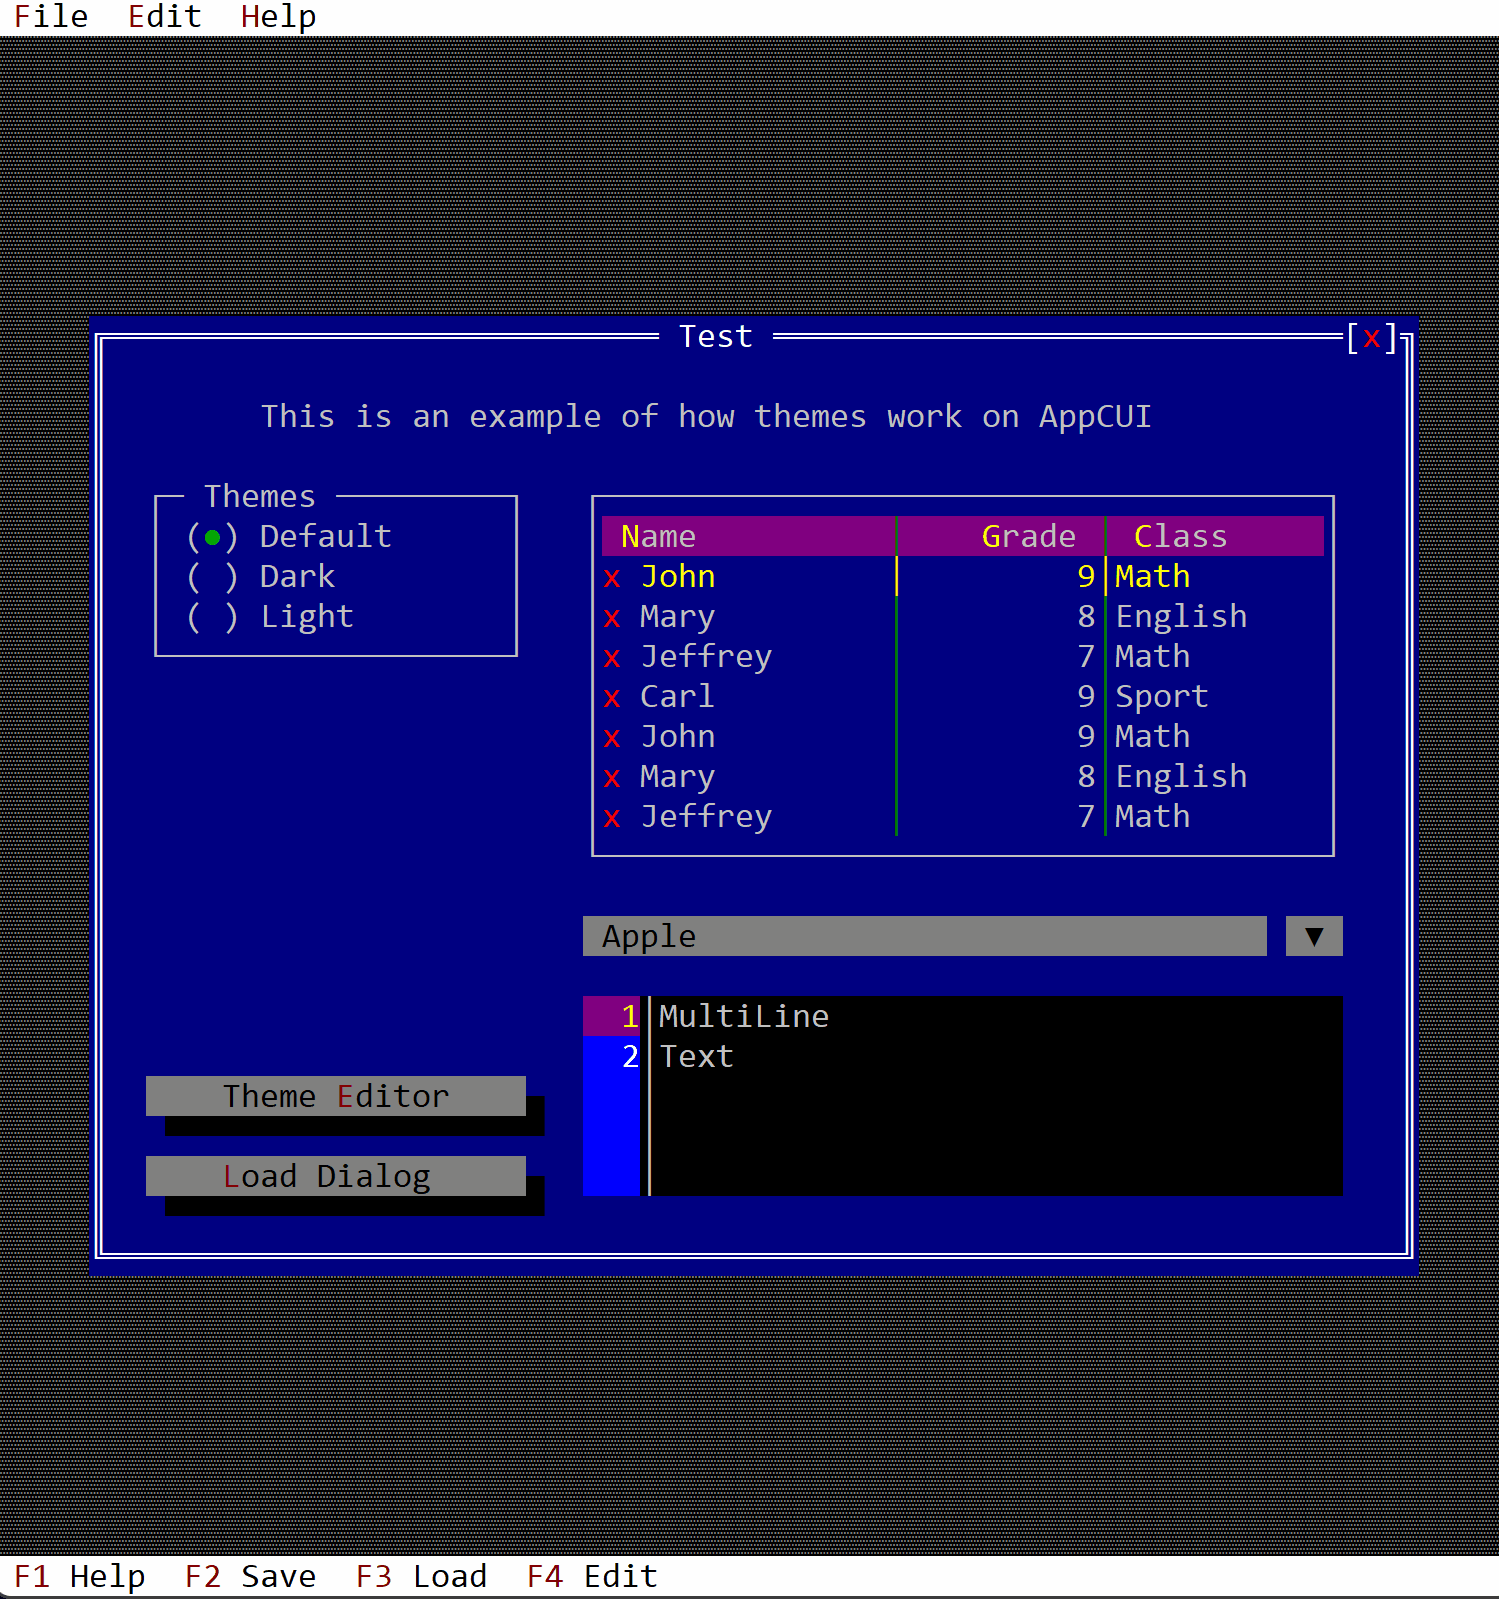 File Edit Help
Test [x]
This is an example of how themes work on AppCUI
Themes
(●) Default
( ) Dark
( ) Light
Name Grade Class
x John 9 Math
x Mary 8 English
x Jeffrey 7 Math
x Carl 9 Sport
x John 9 Math
x Mary 8 English
x Jeffrey 7 Math
Apple ▼
1 MultiLine
2 Text
Theme Editor
Load Dialog
F1 Help F2 Save F3 Load F4 Edit